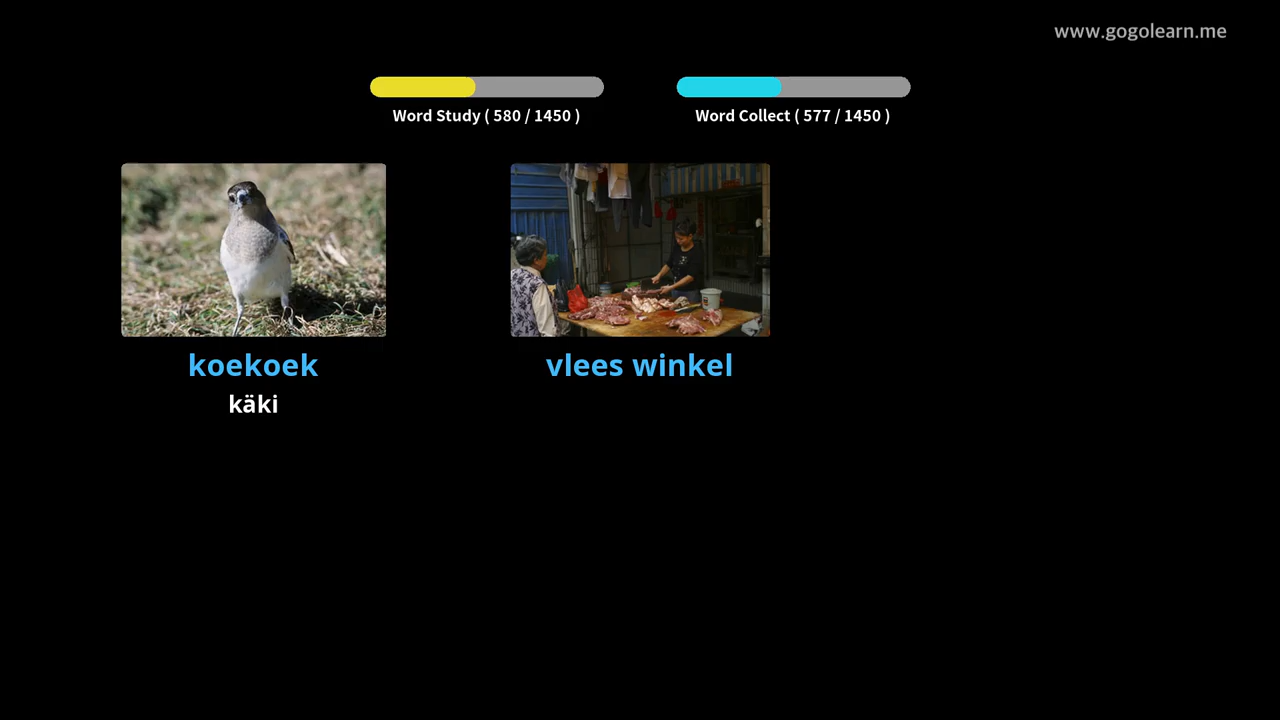 www.gogolearn.me
Word Study ( 580 / 1450 )
Word Collect ( 577 / 1450 )
koekoek
vlees winkel
käki